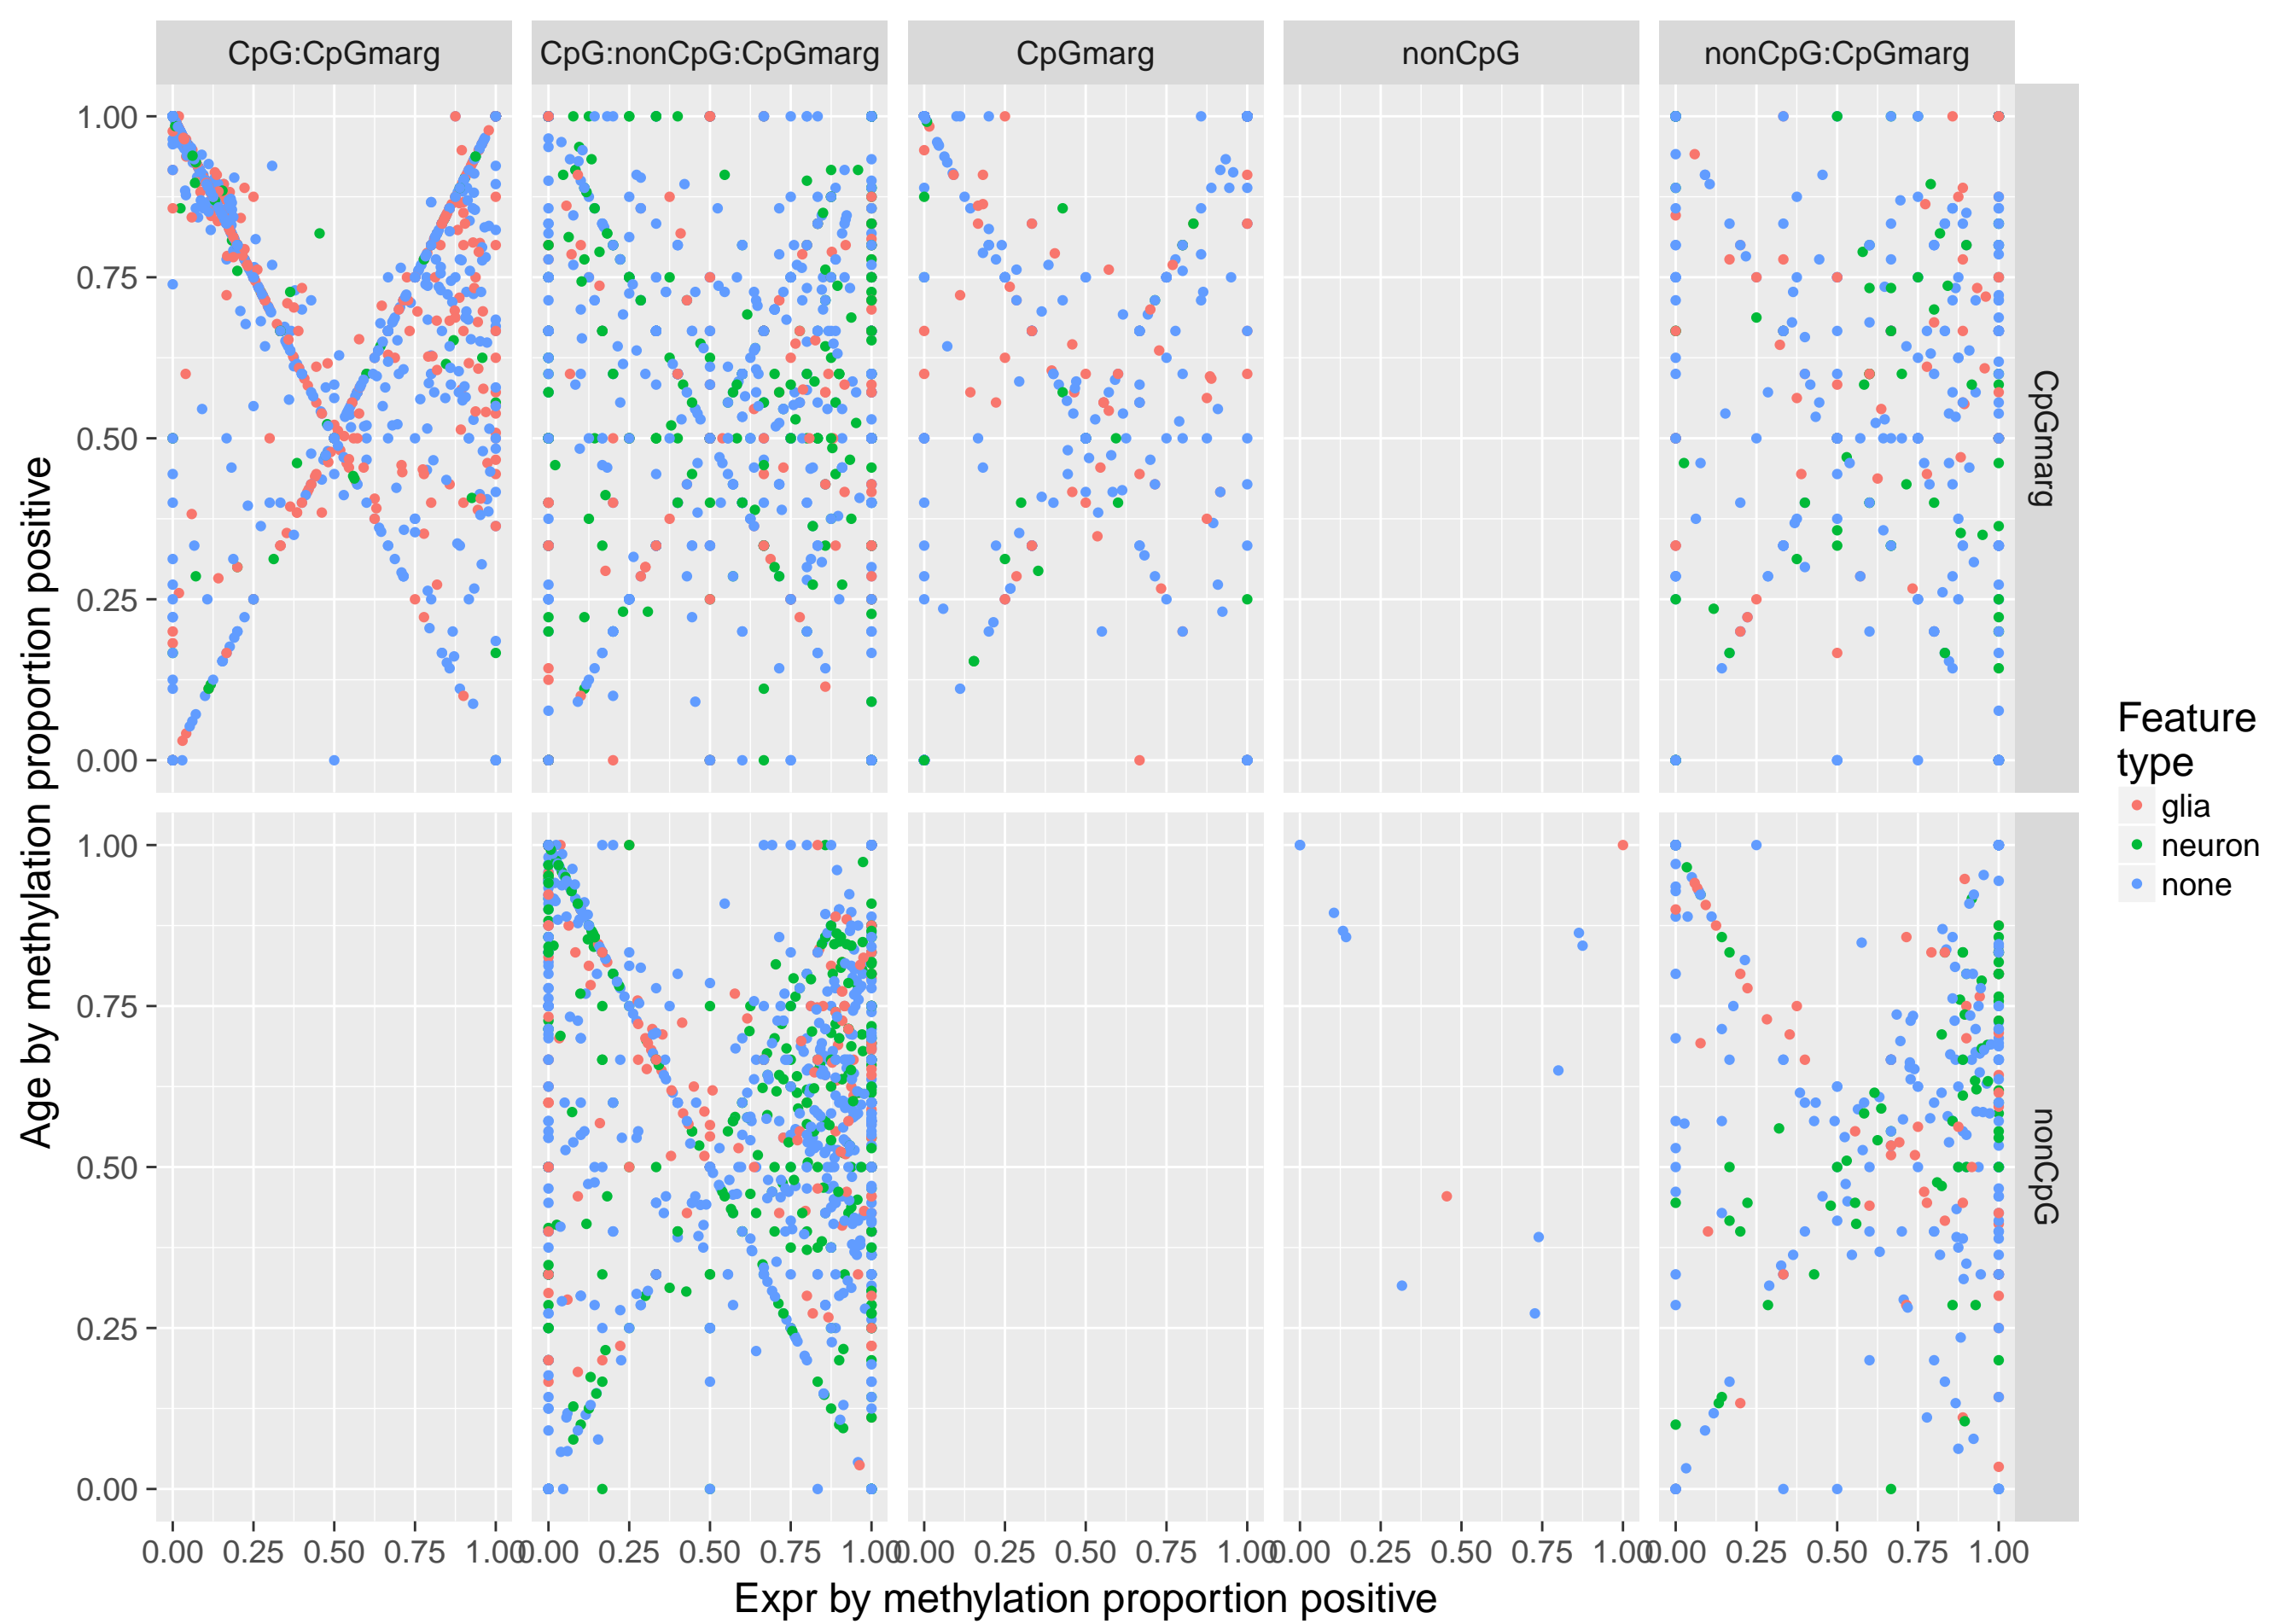 CpG:CpGmarg CpG:nonCpG:CpGmarg CpGmarg nonCpG nonCpG:CpGmarg
1.00
0.75
0.50
0.25
0.00
CpGmarg
1.00
0.75
0.50
0.25
0.00
nonCpG
Age by methylation proportion positive
0.00 0.25 0.50 0.75 1.00 0.00 0.25 0.50 0.75 1.00 0.00 0.25 0.50 0.75 1.00 0.00 0.25 0.50 0.75 1.00 0.00 0.25 0.50 0.75 1.00
Expr by methylation proportion positive
Feature
type
glia
neuron
none